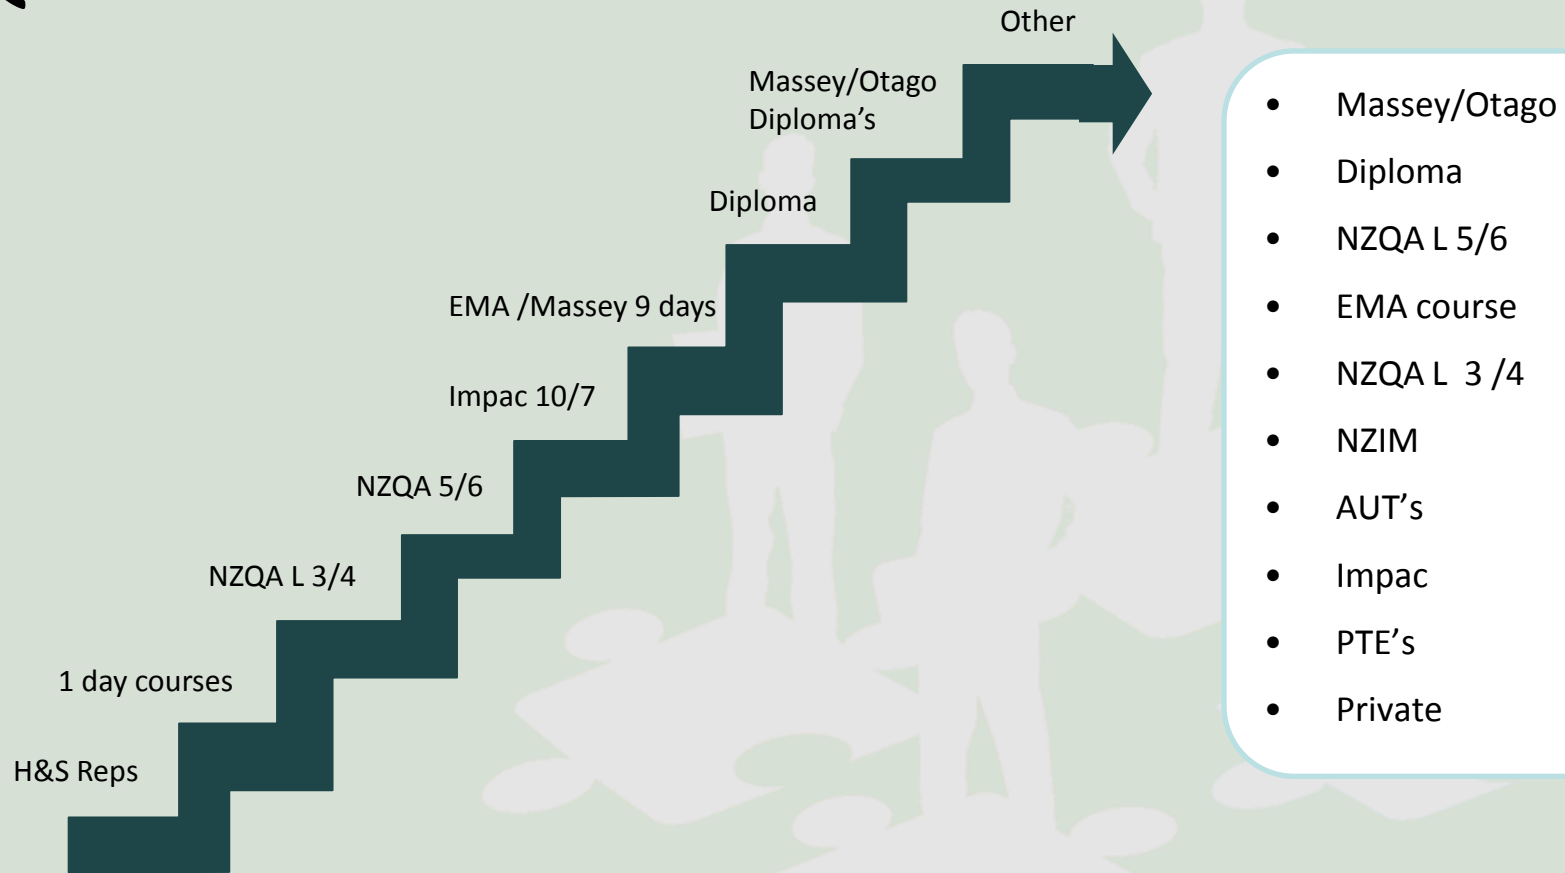 Other
Massey/Otago
Diploma’s
Diploma
EMA /Massey 9 days
Impac 10/7
NZQA 5/6
NZQA L 3/4
1 day courses
H&S Reps
• Massey/Otago
• Diploma
• NZQA L 5/6
• EMA course
• NZQA L  3 /4
• NZIM
• AUT’s
• Impac
• PTE’s
• Private